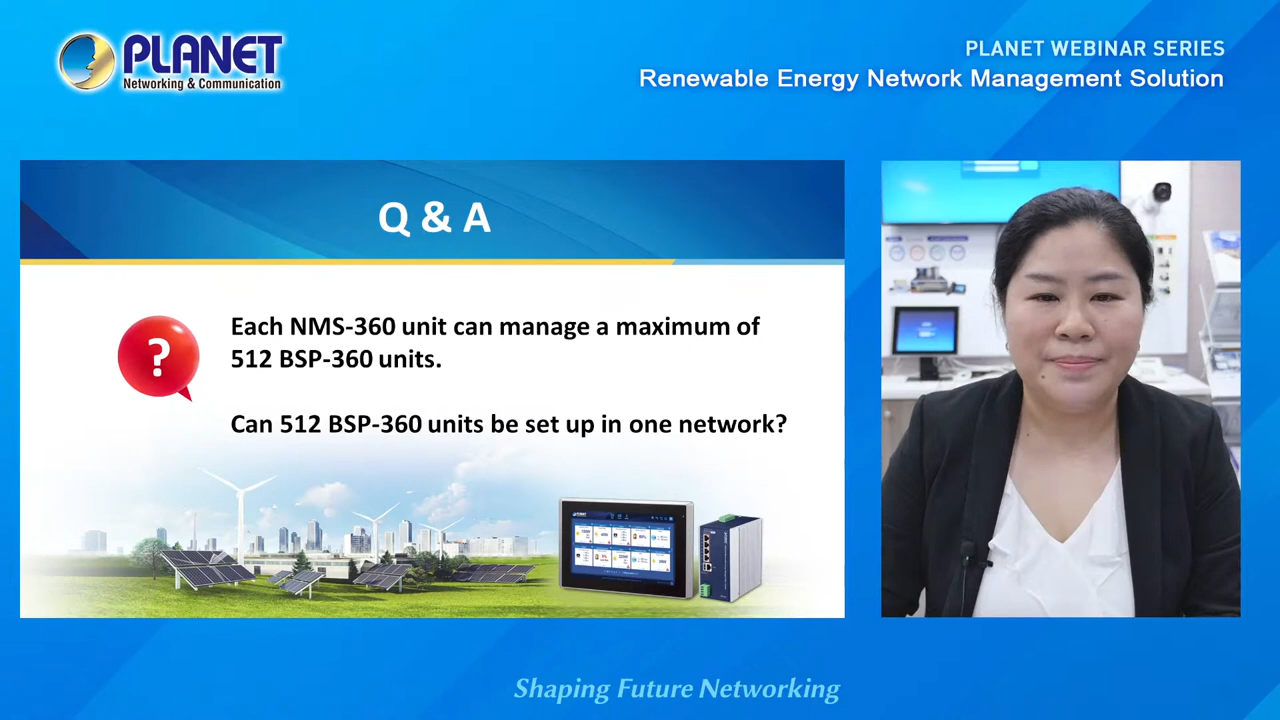 PLANET
Networking & Communication
PLANET WEBINAR SERIES
Renewable Energy Network Management Solution
Q & A
?
Each NMS-360 unit can manage a maximum of
512 BSP-360 units.
Can 512 BSP-360 units be set up in one network?
Shaping Future Networking